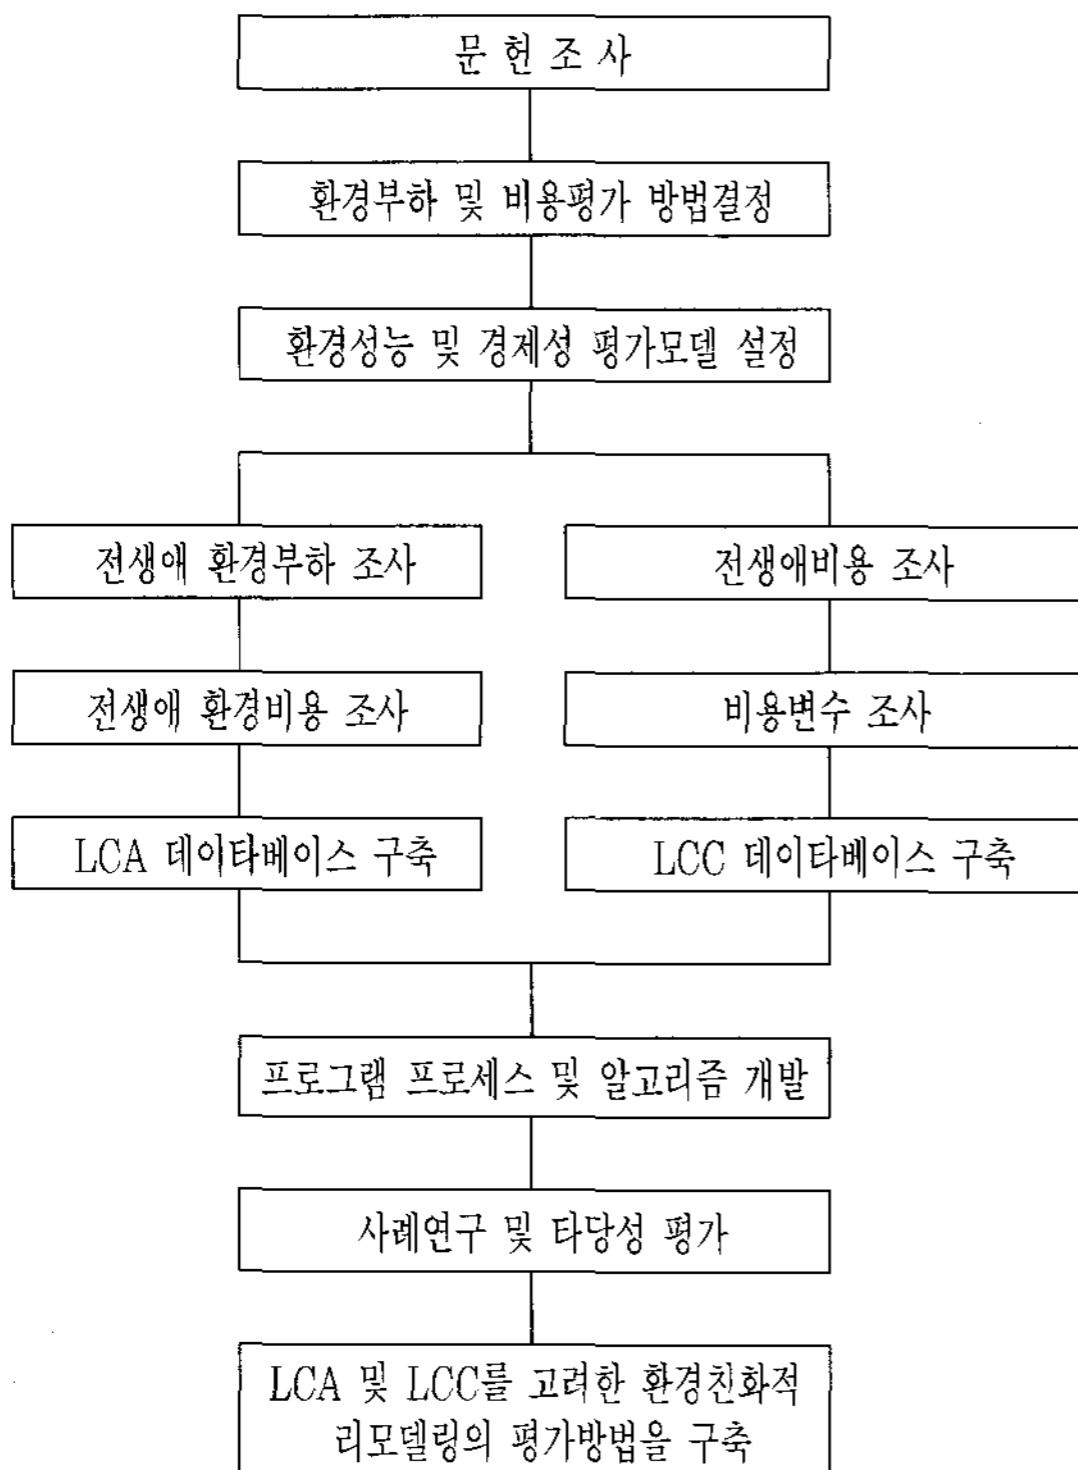 문 헌 조 사
환경부하 및 비용평가 방법결정
환경성능 및 경제성 평가모델 설정
전생애 환경부하 조사
전생애비용 조사
전생애 환경비용 조사
비용변수 조사
LCA 데이타베이스 구축
LCC 데이타베이스 구축
프로그램 프로세스 및 알고리즘 개발
사례연구 및 타당성 평가
LCA 및 LCC를 고려한 환경친화적
리모델링의 평가방법을 구축